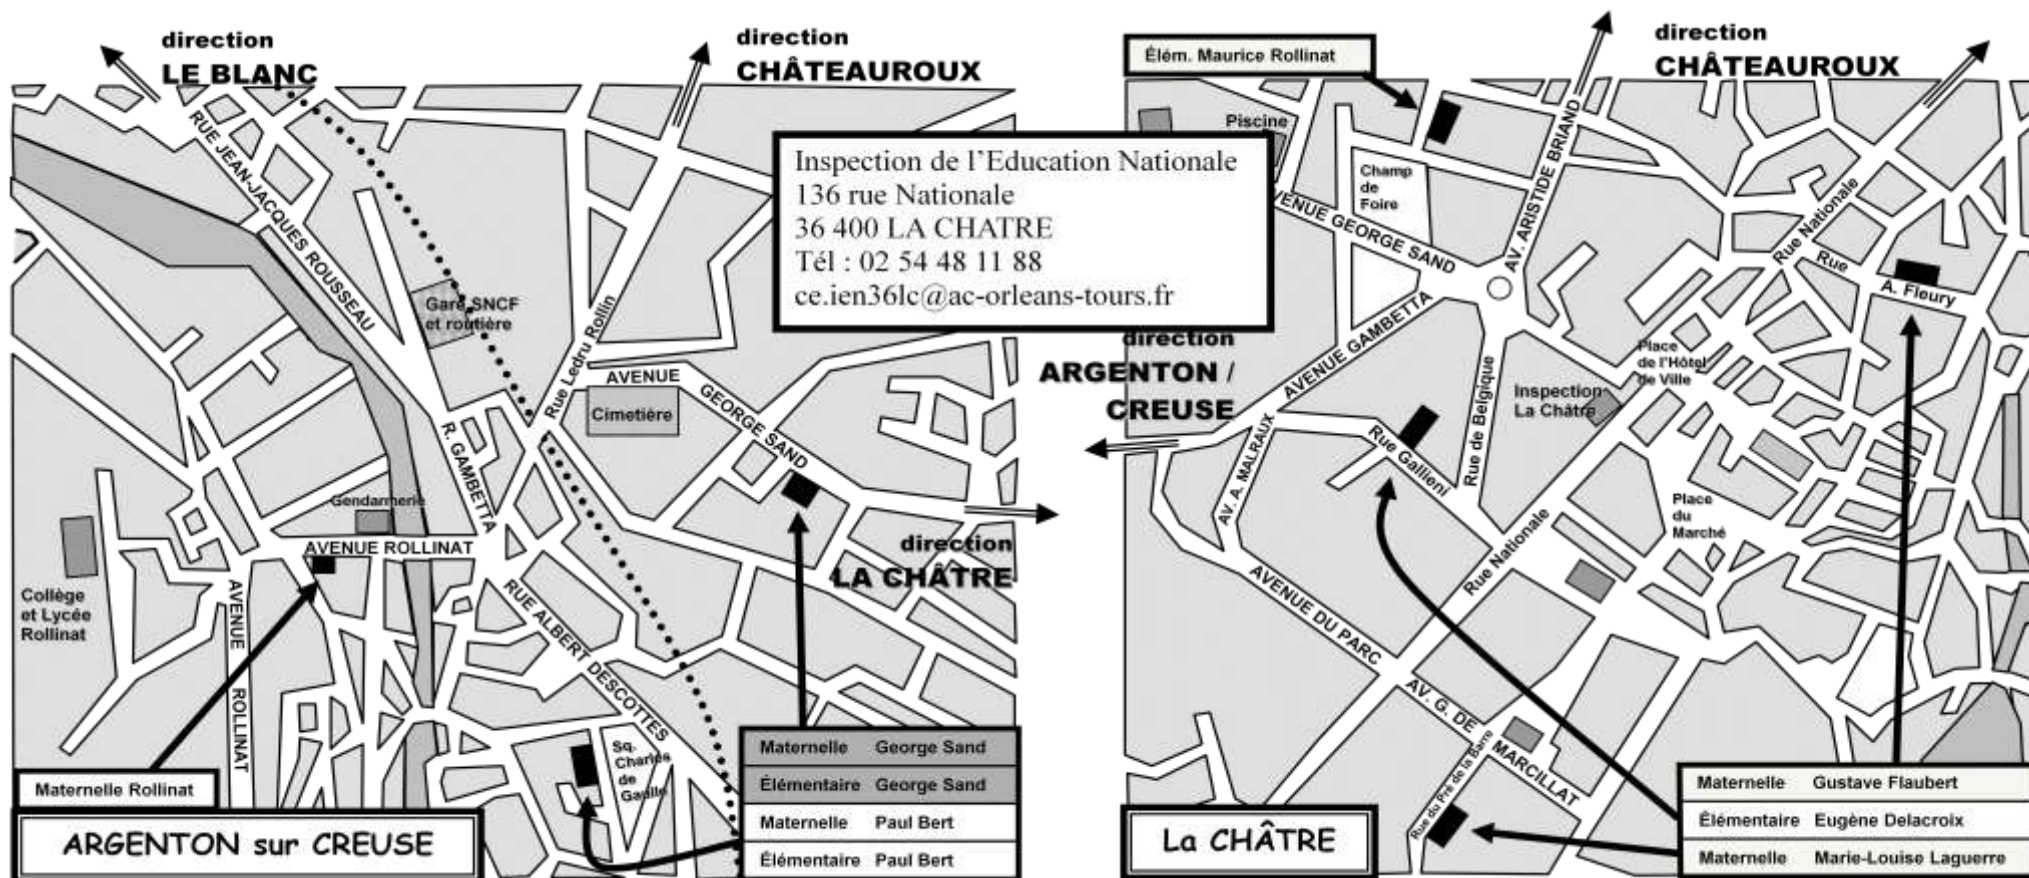 direction
LE BLANC
direction
CHÂTEAUROUX
RUE JEAN-JACQUES ROUSSEAU
Gare SNCF
et routière
Rue Ledru Rollin
AVENUE
GEORGE SAND
Cimetière
R. GAMBETTA
Gendarmerie
AVENUE ROLLINAT
Collège
et Lycée
Rollinat
AVENUE
ROLLINAT
RUE ALBERT DESCOTTES
direction
LA CHÂTRE
Sq.
Charles
de
Gaulle
Maternelle Rollinat
ARGENTON sur CREUSE
Maternelle George Sand
Élémentaire George Sand
Maternelle Paul Bert
Élémentaire Paul Bert
Inspection de l'Education Nationale
136 rue Nationale
36 400 LA CHATRE
Tél : 02 54 48 11 88
ce.ien36lc@ac-orleans-tours.fr
Élém. Maurice Rollinat
direction
CHÂTEAUROUX
Piscine
Champ
de
Foire
AV. ARISTIDE BRIAND
VENUE GEORGE SAND
Rue Nationale
Rue
A. Fleury
direction
ARGENTON /
CREUSE
AVENUE GAMBETTA
Place
de l'Hôtel
de Ville
Inspection
La Châtre
Rue de Belgique
Rue Gallieni
AV. A. MALRAUX
Place
du
Marché
Rue Nationale
AVENUE DU PARC
AV. G. DE
MARCILLAT
Rue du Pré de la Barre
La CHÂTRE
Maternelle Gustave Flaubert
Élémentaire Eugène Delacroix
Maternelle Marie-Louise Laguerre